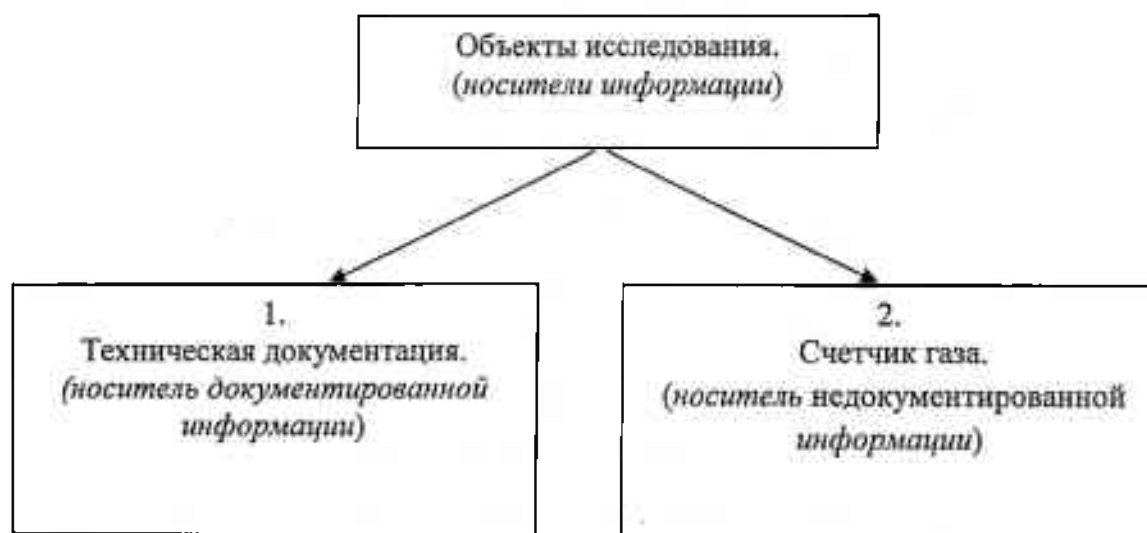 Объекты исследования.
(носители информации)
1.
Техническая документация.
(носитель документированной
информации)
2.
Счетчик газа.
(носитель недокументированной
информации)